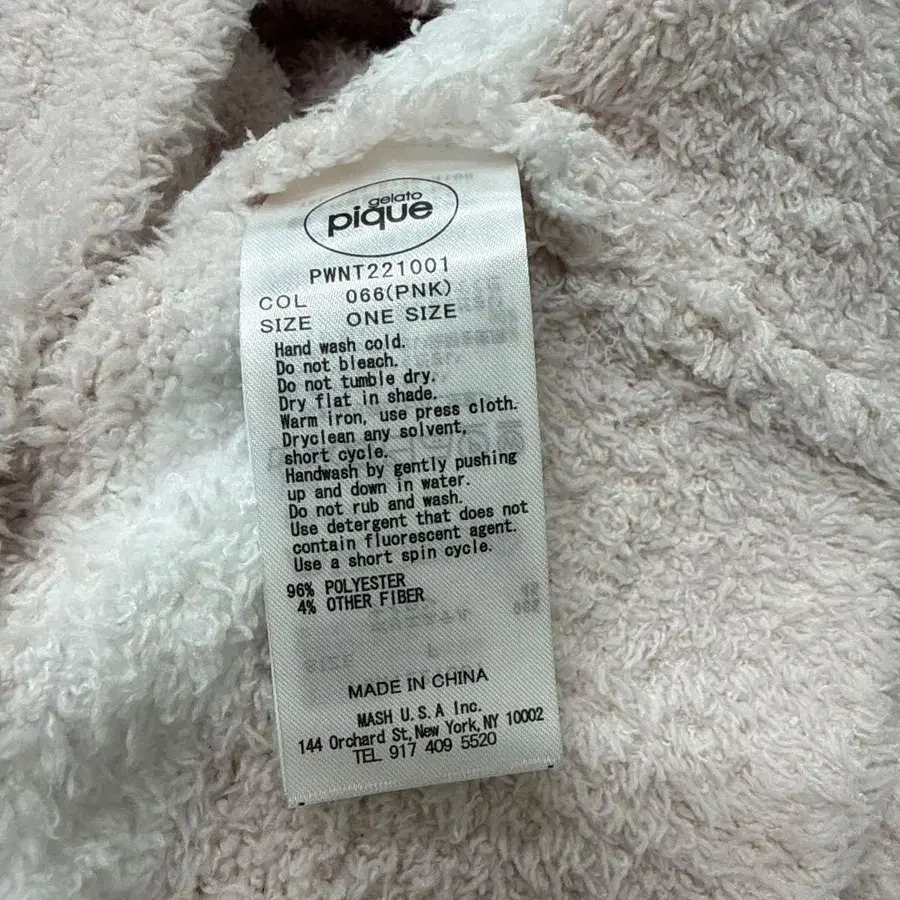 gelato
pique
PWNT221001
COL 066(PNK)
SIZE ONE SIZE
Hand wash cold.
Do not bleach.
Do not tumble dry.
Dry flat in shade.
Warm iron, use press cloth.
Dryclean any solvent,
short cycle.
Handwash by gently pushing
up and down in water.
Do not rub and wash.
Use detergent that does not
contain fluorescent agent.
Use a short spin cycle.
96% POLYESTER
4% OTHER FIBER
MADE IN CHINA
MASH U.S.A Inc.
144 Orchard St, New York, NY 10002
TEL 917 409 5520